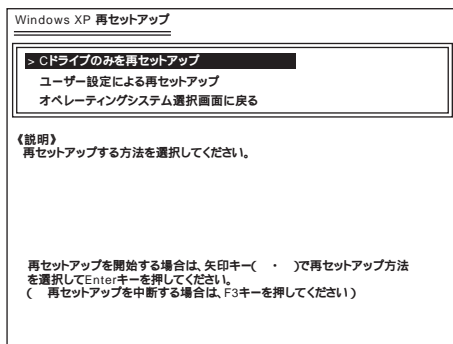 Windows XP 再セットアップ
> Cドライブのみを再セットアップ
ユーザー設定による再セットアップ
オペレーティングシステム選択画面に戻る
《説明》
再セットアップする方法を選択してください。
再セットアップを開始する場合は、矢印キー(　・　)で再セットアップ方法
を選択してEnterキーを押してください。
(　再セットアップを中断する場合は、F3キーを押してください)